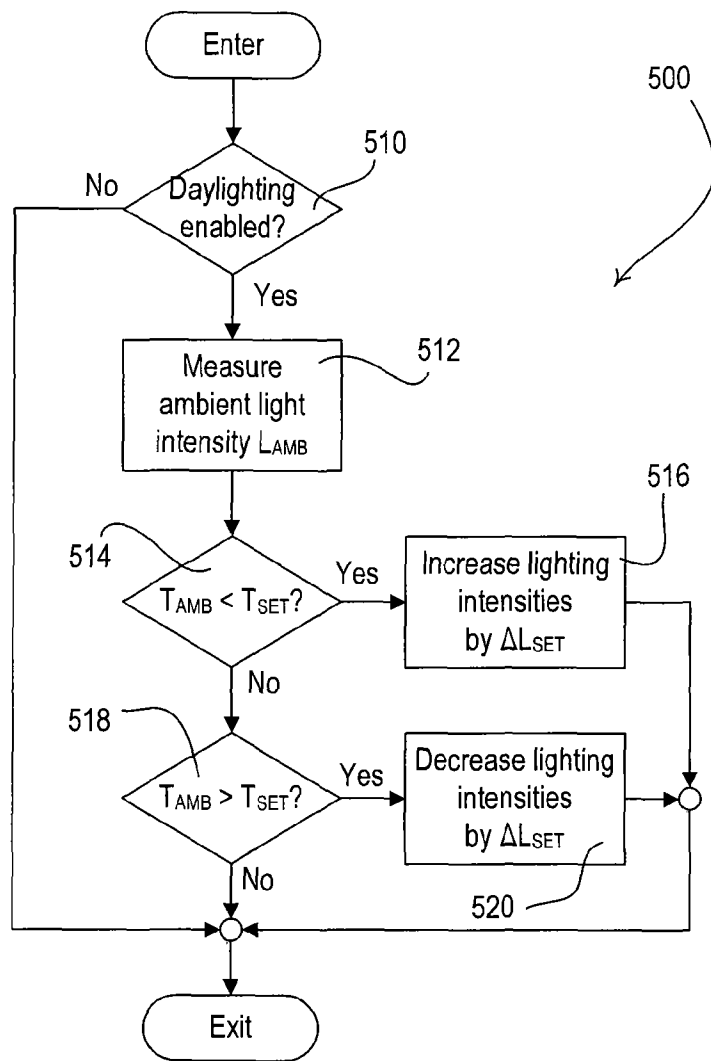 Enter
500
510
No
Daylighting
enabled?
Yes
Measure
ambient light
intensity LAMB
512
514
TAMB < TSET?
Yes
516
Increase lighting
intensities
by ΔLSET
No
518
TAMB > TSET?
Yes
Decrease lighting
intensities
by ΔLSET
520
No
Exit